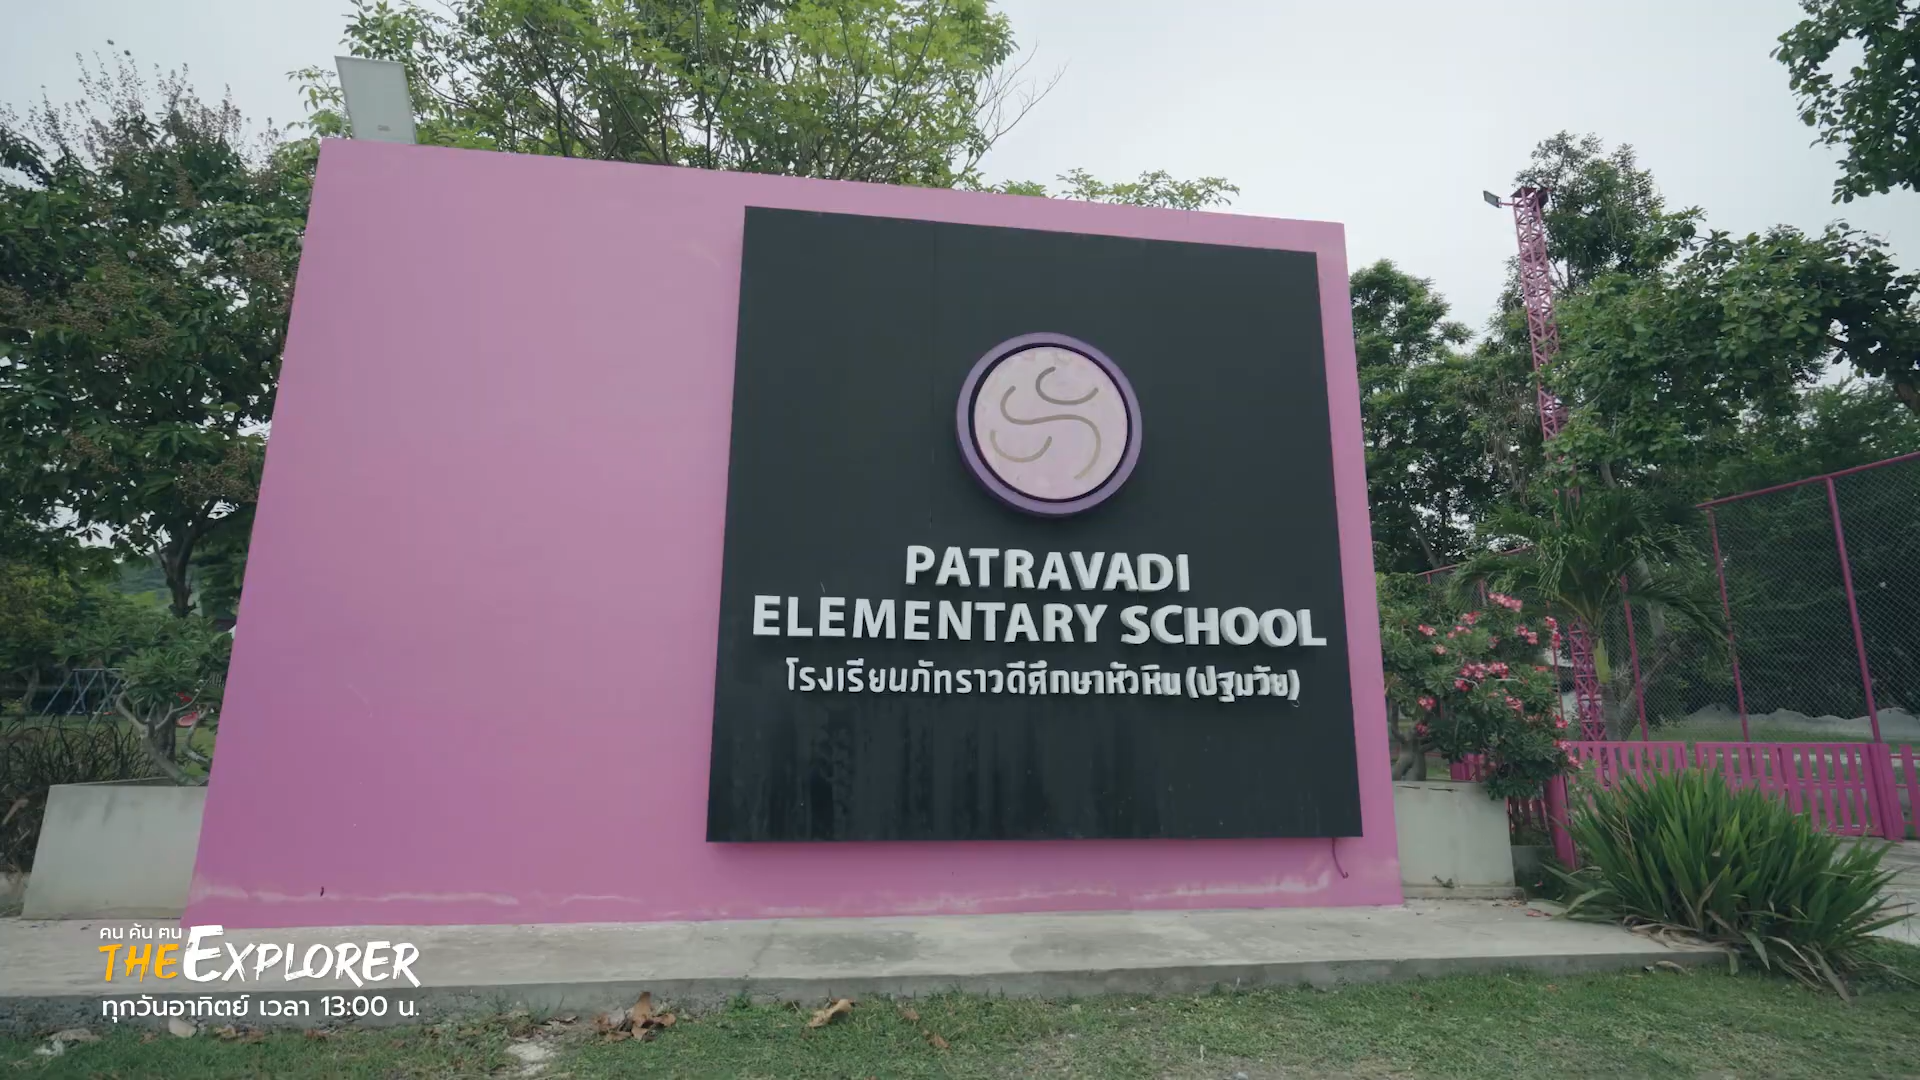 PATRAVADI
ELEMENTARY SCHOOL
โรงเรียนภัทราวดีศึกษาหัวหิน (ปฐมวัย)
คน ค้น ฅน
THE EXPLORER
ทุกวันอาทิตย์ เวลา 13:00 น.